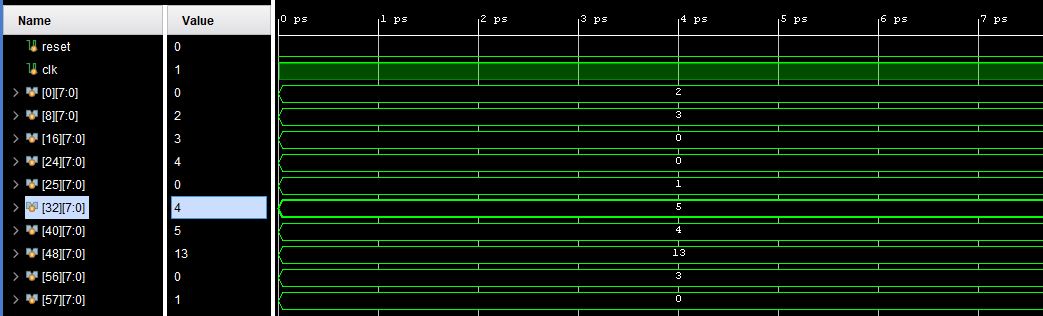 Name Value 0 ps 1 ps 2 ps 3 ps 4 ps 5 ps 6 ps 7 ps
reset 0
clk 1
[0][7:0] 0 2
[8][7:0] 2 3
[16][7:0] 3 0
[24][7:0] 4 0
[25][7:0] 0 1
[32][7:0] 4 5
[40][7:0] 5 4
[48][7:0] 13 13
[56][7:0] 0 3
[57][7:0] 1 0